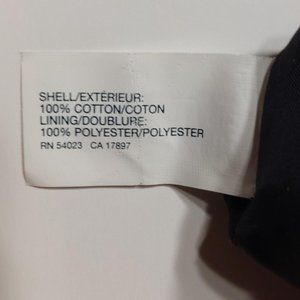 SHELL/EXTÉRIEUR:
100% COTTON/COTON
LINING/DOUBLURE:
100% POLYESTER/POLYESTER
RN 54023 CA 17897